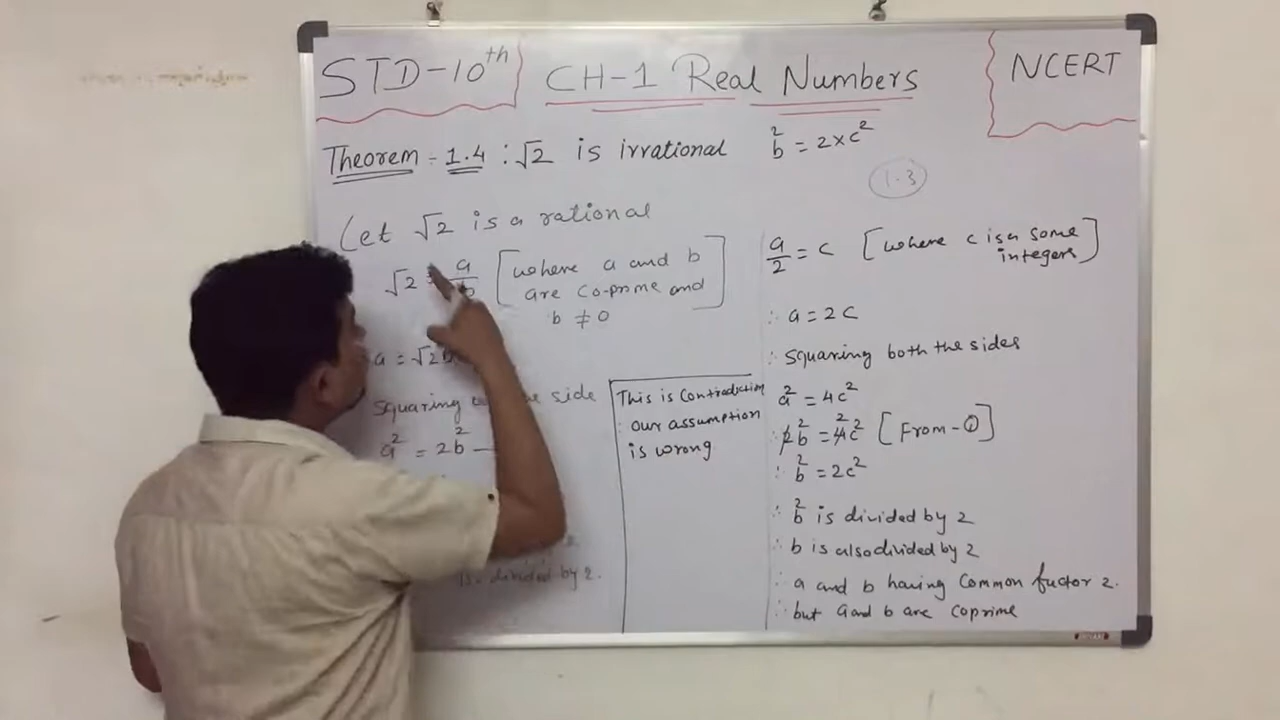 STD-10th
CH-1 Real Numbers
NCERT
Theorem - 1.4 : √2 is irrational
b² = 2×c²
1.3
Let √2 is a rational
√2 = a/b [where a and b
are co-prime and
b ≠ 0
a = √2b
Squaring side
a² = 2b² —
2
is divided by 2.
This is Contradiction
our assumption
is wrong
a/2 = c [where c is a some
integers]
∴ a = 2c
∴ Squaring both the sides
a² = 4c²
∴ 2b² = 4c² [From - ①]
2
∴ b² = 2c²
∴ b² is divided by 2
∴ b is also divided by 2
∴ a and b having Common factor 2.
∴ but a and b are coprime